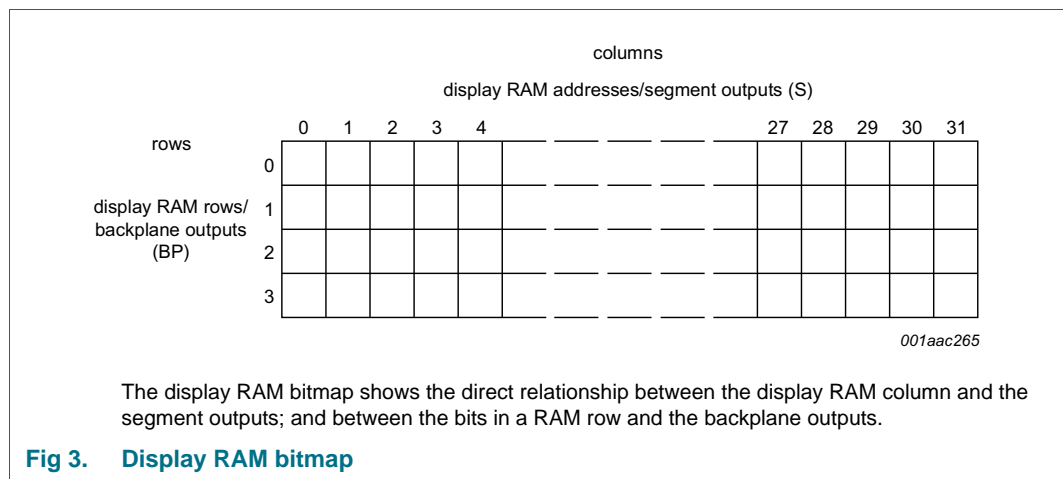 columns
display RAM addresses/segment outputs (S)
0 1 2 3 4 27 28 29 30 31
rows
0
display RAM rows/ 1
backplane outputs
(BP) 2
3
001aac265
The display RAM bitmap shows the direct relationship between the display RAM column and the
segment outputs; and between the bits in a RAM row and the backplane outputs.
Fig 3. Display RAM bitmap